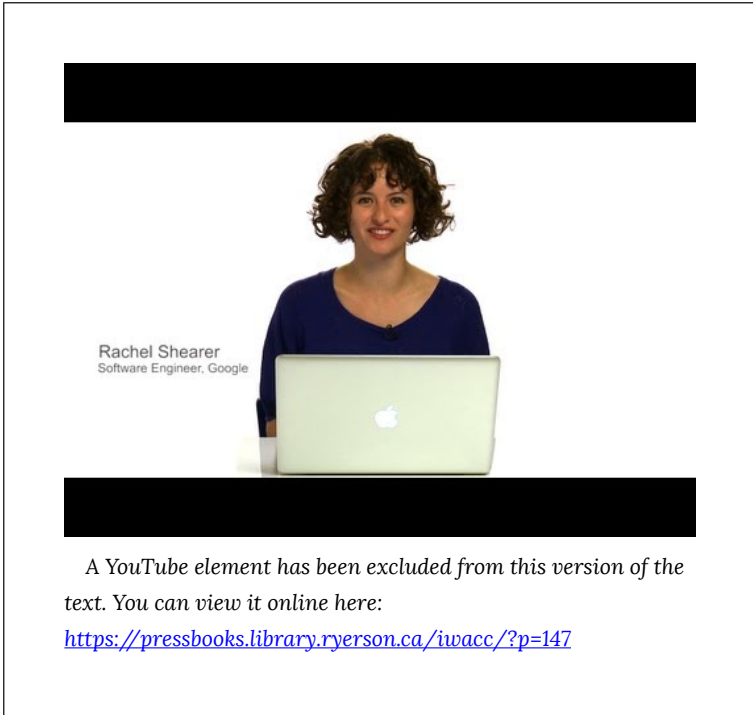 Rachel Shearer
Software Engineer, Google
A YouTube element has been excluded from this version of the
text. You can view it online here:
https://pressbooks.library.ryerson.ca/iwacc/?p=147